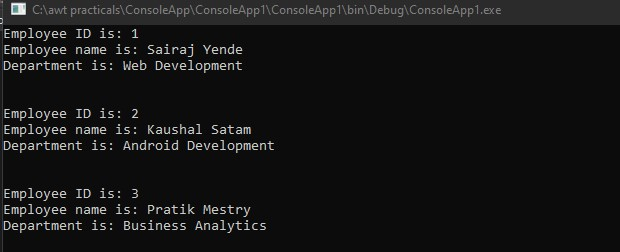 C:\awt practicals\ConsoleApp\ConsoleApp1\ConsoleApp1\bin\Debug\ConsoleApp1.exe
Employee ID is: 1
Employee name is: Sairaj Yende
Department is: Web Development
Employee ID is: 2
Employee name is: Kaushal Satam
Department is: Android Development
Employee ID is: 3
Employee name is: Pratik Mestry
Department is: Business Analytics